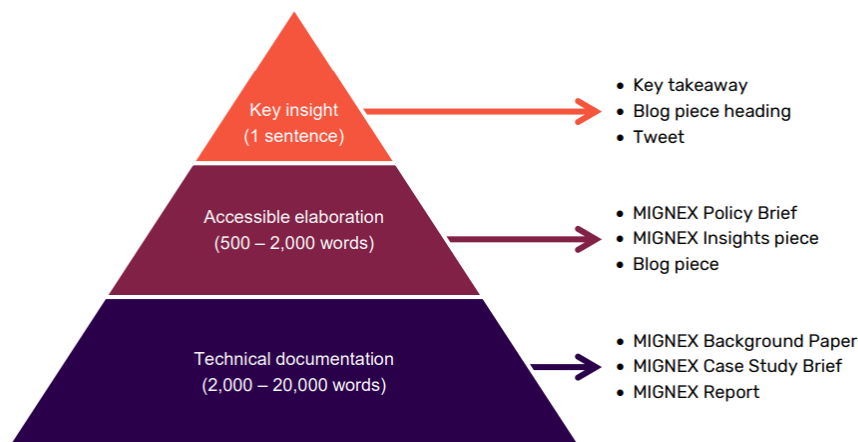 Key insight
(1 sentence)
• Key takeaway
• Blog piece heading
• Tweet
Accessible elaboration
(500 – 2,000 words)
• MIGNEX Policy Brief
• MIGNEX Insights piece
• Blog piece
Technical documentation
(2,000 – 20,000 words)
• MIGNEX Background Paper
• MIGNEX Case Study Brief
• MIGNEX Report